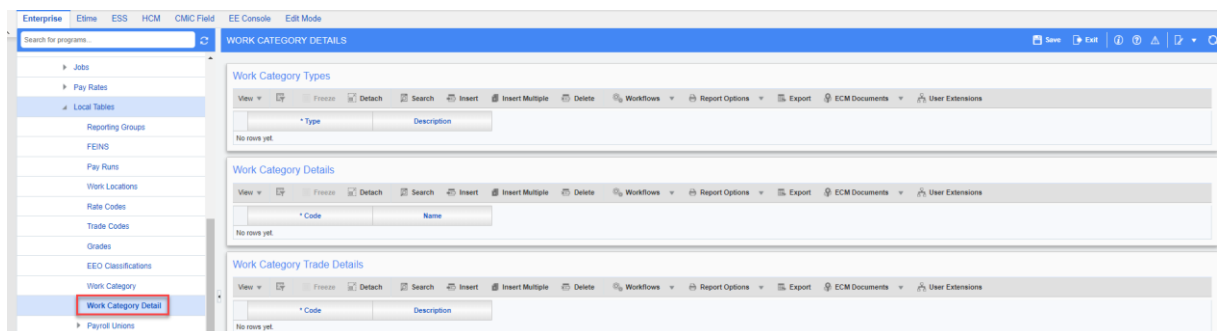 Enterprise Etime ESS HCM CMiC Field EE Console Edit Mode
Search for programs...
WORK CATEGORY DETAILS
Save Exit
Jobs
Pay Rates
Local Tables
Reporting Groups
FEINS
Pay Runs
Work Locations
Rate Codes
Trade Codes
Grades
EEO Classifications
Work Category
Work Category Detail
Payroll Unions
Work Category Types
View Freeze Detach Search Insert Insert Multiple Delete Workflows Report Options Export ECM Documents User Extensions
* Type Description
No rows yet.
Work Category Details
View Freeze Detach Search Insert Insert Multiple Delete Workflows Report Options Export ECM Documents User Extensions
* Code Name
No rows yet.
Work Category Trade Details
View Freeze Detach Search Insert Insert Multiple Delete Workflows Report Options Export ECM Documents User Extensions
* Code Description
No rows yet.